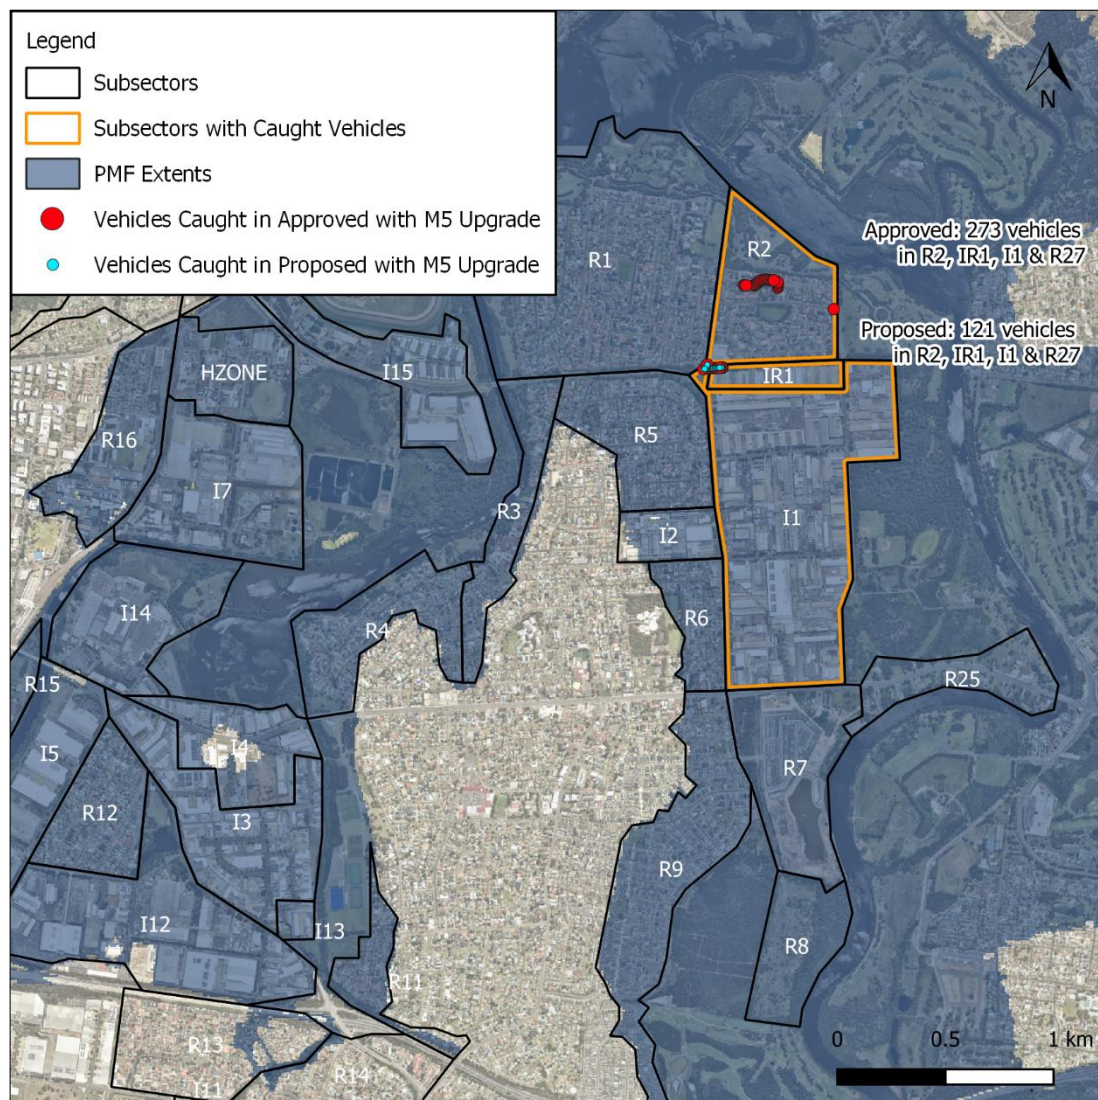 Legend
Subsectors
Subsectors with Caught Vehicles
PMF Extents
Vehicles Caught in Approved with M5 Upgrade
Vehicles Caught in Proposed with M5 Upgrade
N
Approved: 273 vehicles
in R2, IR1, I1 & R27
Proposed: 121 vehicles
in R2, IR1, I1 & R27
R1
R2
HZONE
I15
IR1
R16
R5
I7
R3
I1
I2
I14
R4
R6
R15
R25
I4
I5
R7
R12
I3
R9
I12
I13
R8
R11
R13
R14
I11
0
0.5
1 km